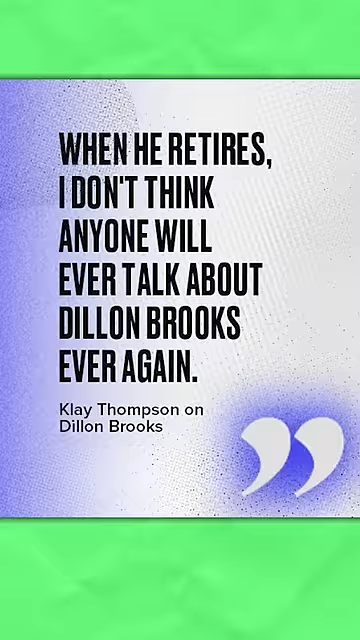 WHEN HE RETIRES,
I DON'T THINK
ANYONE WILL
EVER TALK ABOUT
DILLON BROOKS
EVER AGAIN.
Klay Thompson on
Dillon Brooks
”